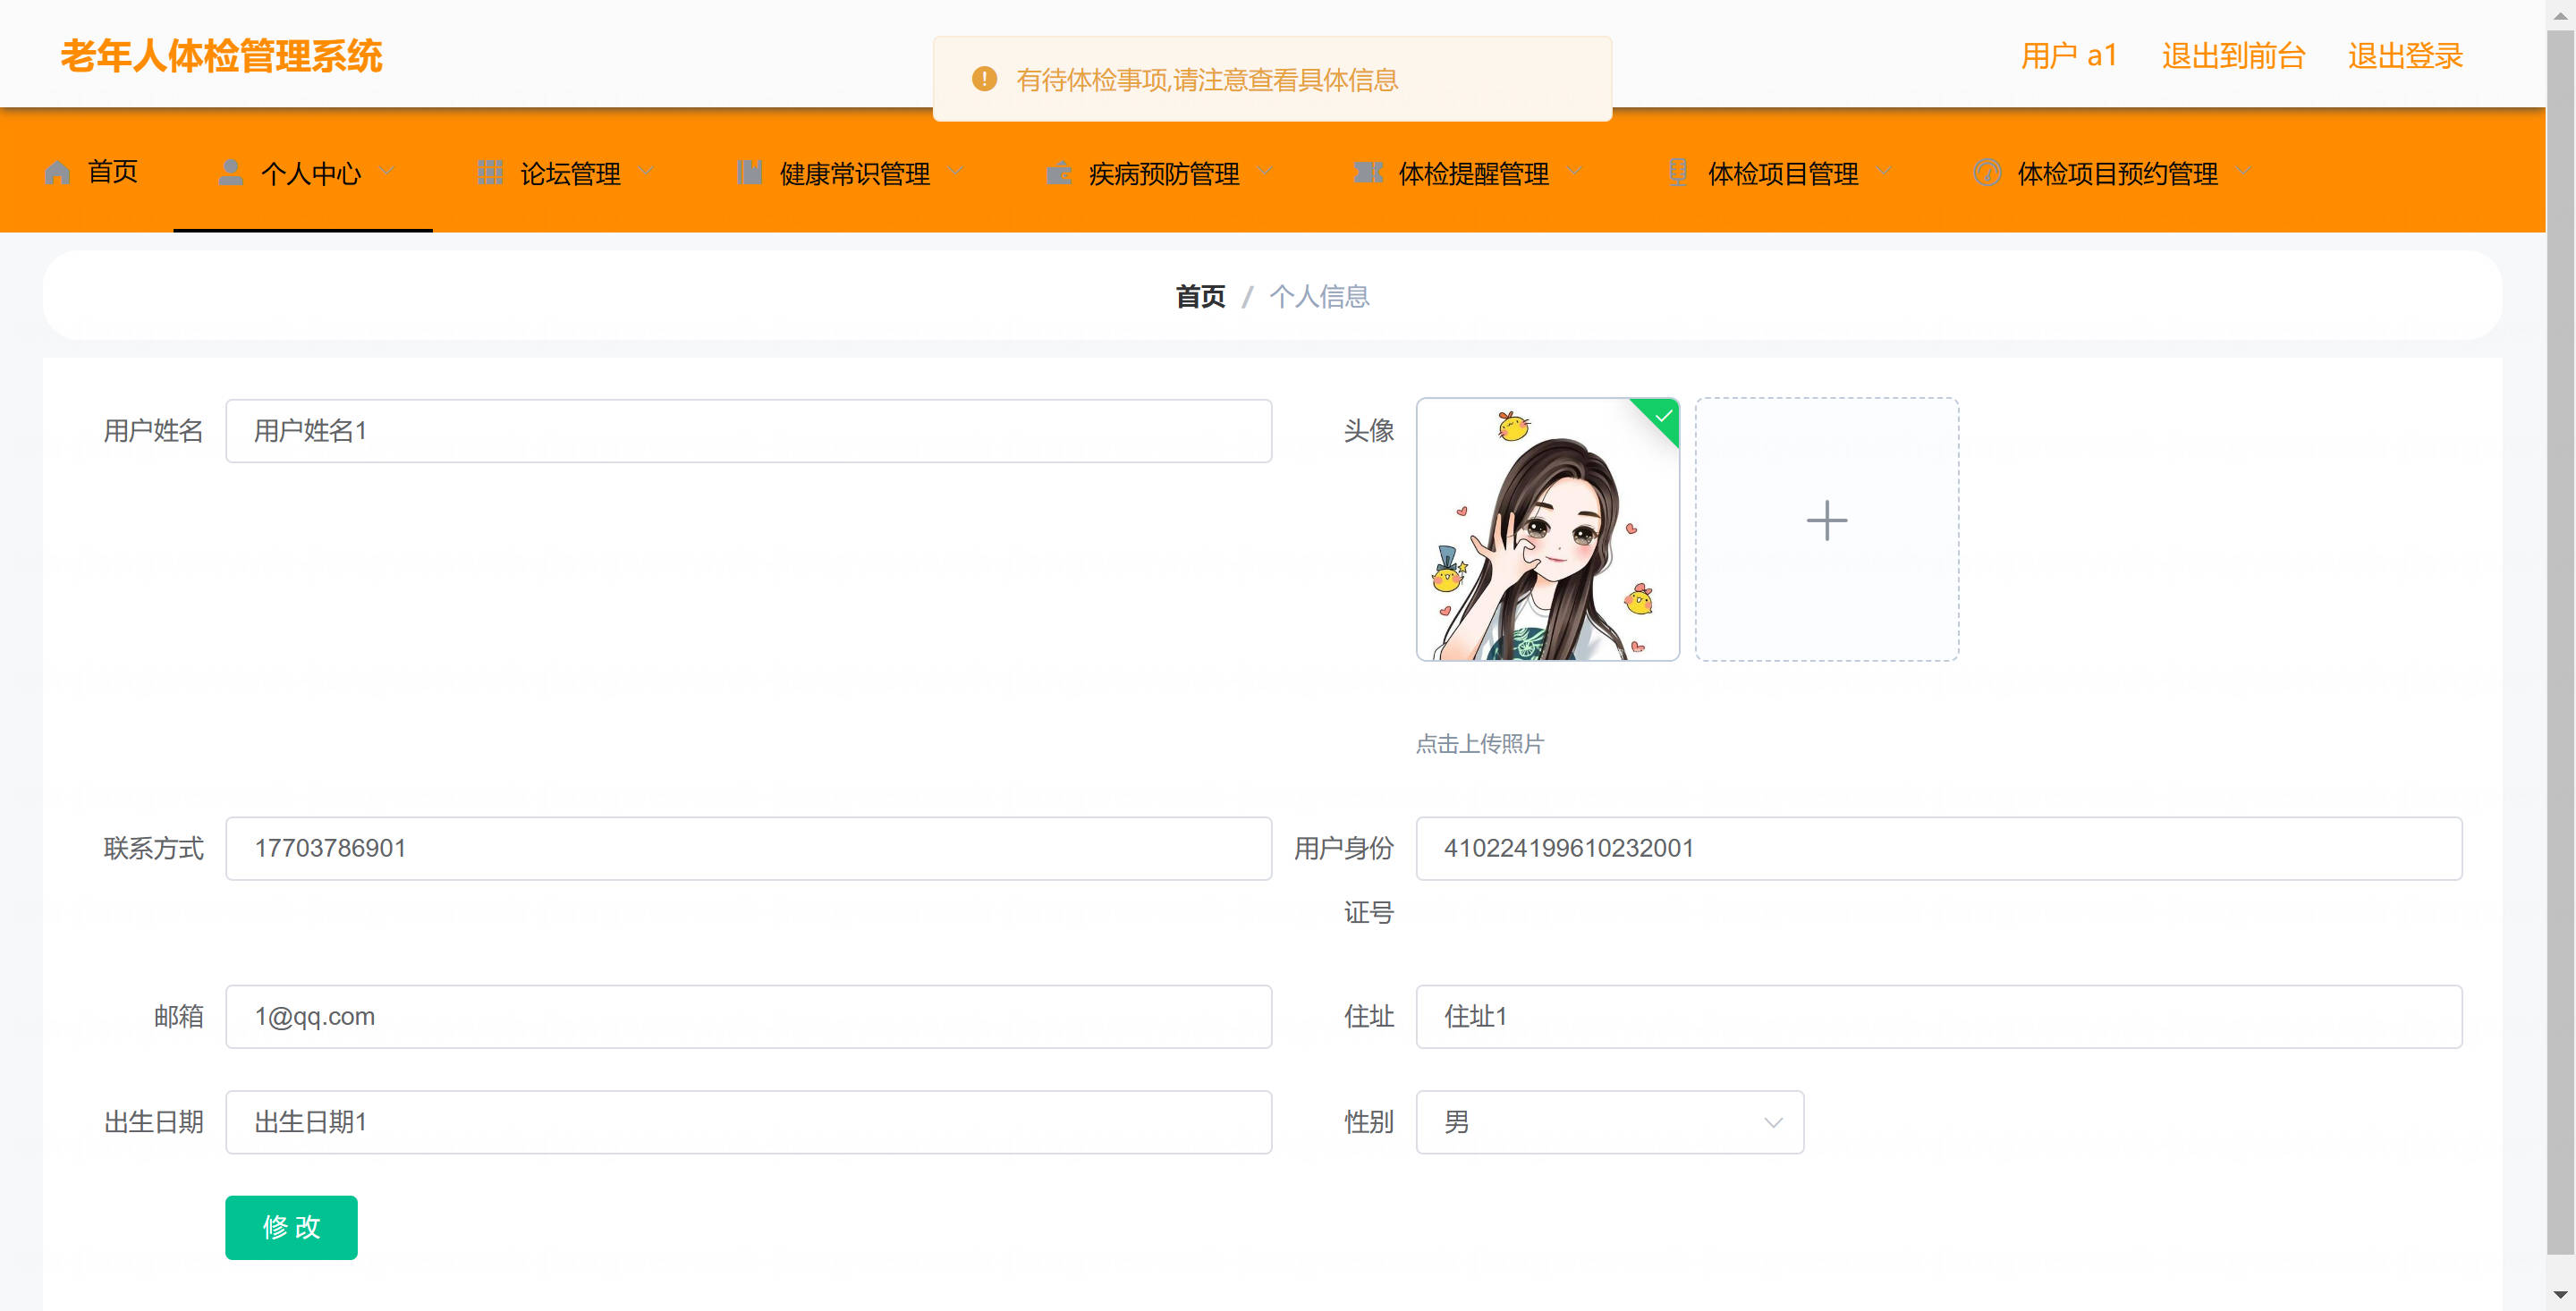 老年人体检管理系统
有待体检事项,请注意查看具体信息
用户 a1 退出到前台 退出登录
首页 个人中心 论坛管理 健康常识管理 疾病预防管理 体检提醒管理 体检项目管理 体检项目预约管理
首页 / 个人信息
用户姓名 用户姓名1
头像
点击上传照片
联系方式 17703786901
用户身份证号 410224199610232001
邮箱 1@qq.com
住址 住址1
出生日期 出生日期1
性别 男
修 改